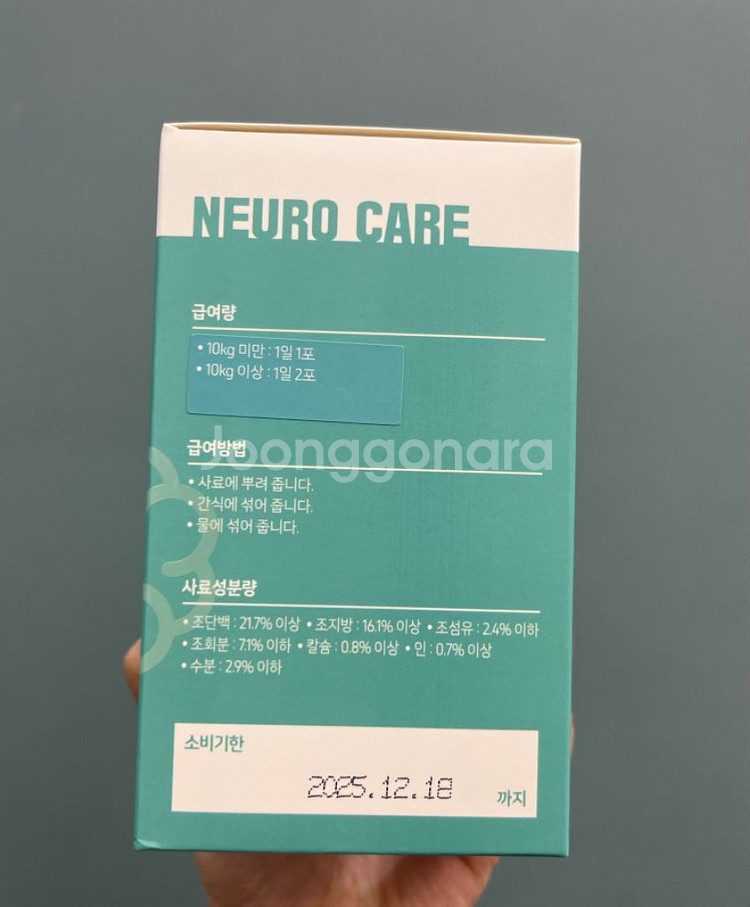 NEURO CARE
급여량
• 10kg 미만 : 1일 1포
• 10kg 이상 : 1일 2포
Joonggonara
급여방법
• 사료에 뿌려 줍니다.
• 간식에 섞어 줍니다.
• 물에 섞어 줍니다.
사료성분량
• 조단백 : 21.7% 이상 • 조지방 : 16.1% 이상 • 조섬유 : 2.4% 이하
• 조회분 : 7.1% 이하 • 칼슘 : 0.8% 이상 • 인 : 0.7% 이상
• 수분 : 2.9% 이하
소비기한
2025.12.18 까지